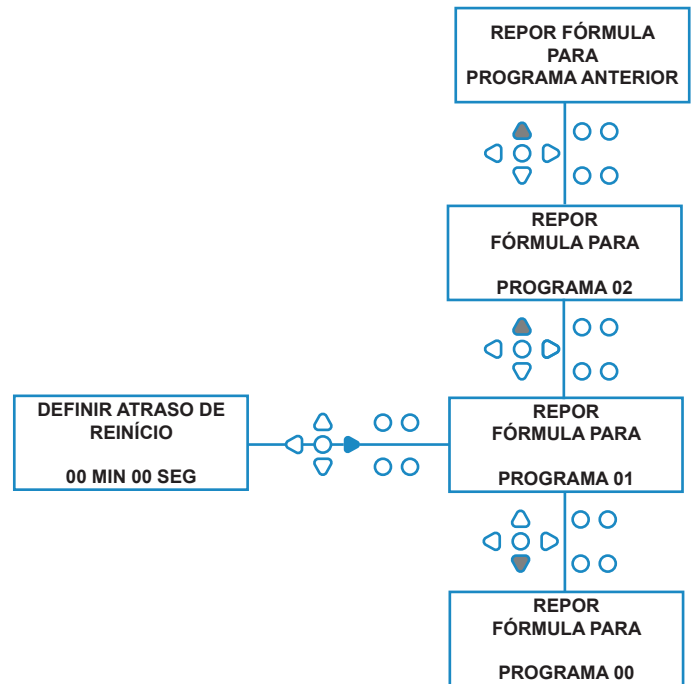 REPOR FÓRMULA
PARA
PROGRAMA ANTERIOR
REPOR
FÓRMULA PARA
PROGRAMA 02
DEFINIR ATRASO DE
REINÍCIO
00 MIN 00 SEG
REPOR
FÓRMULA PARA
PROGRAMA 01
REPOR
FÓRMULA PARA
PROGRAMA 00